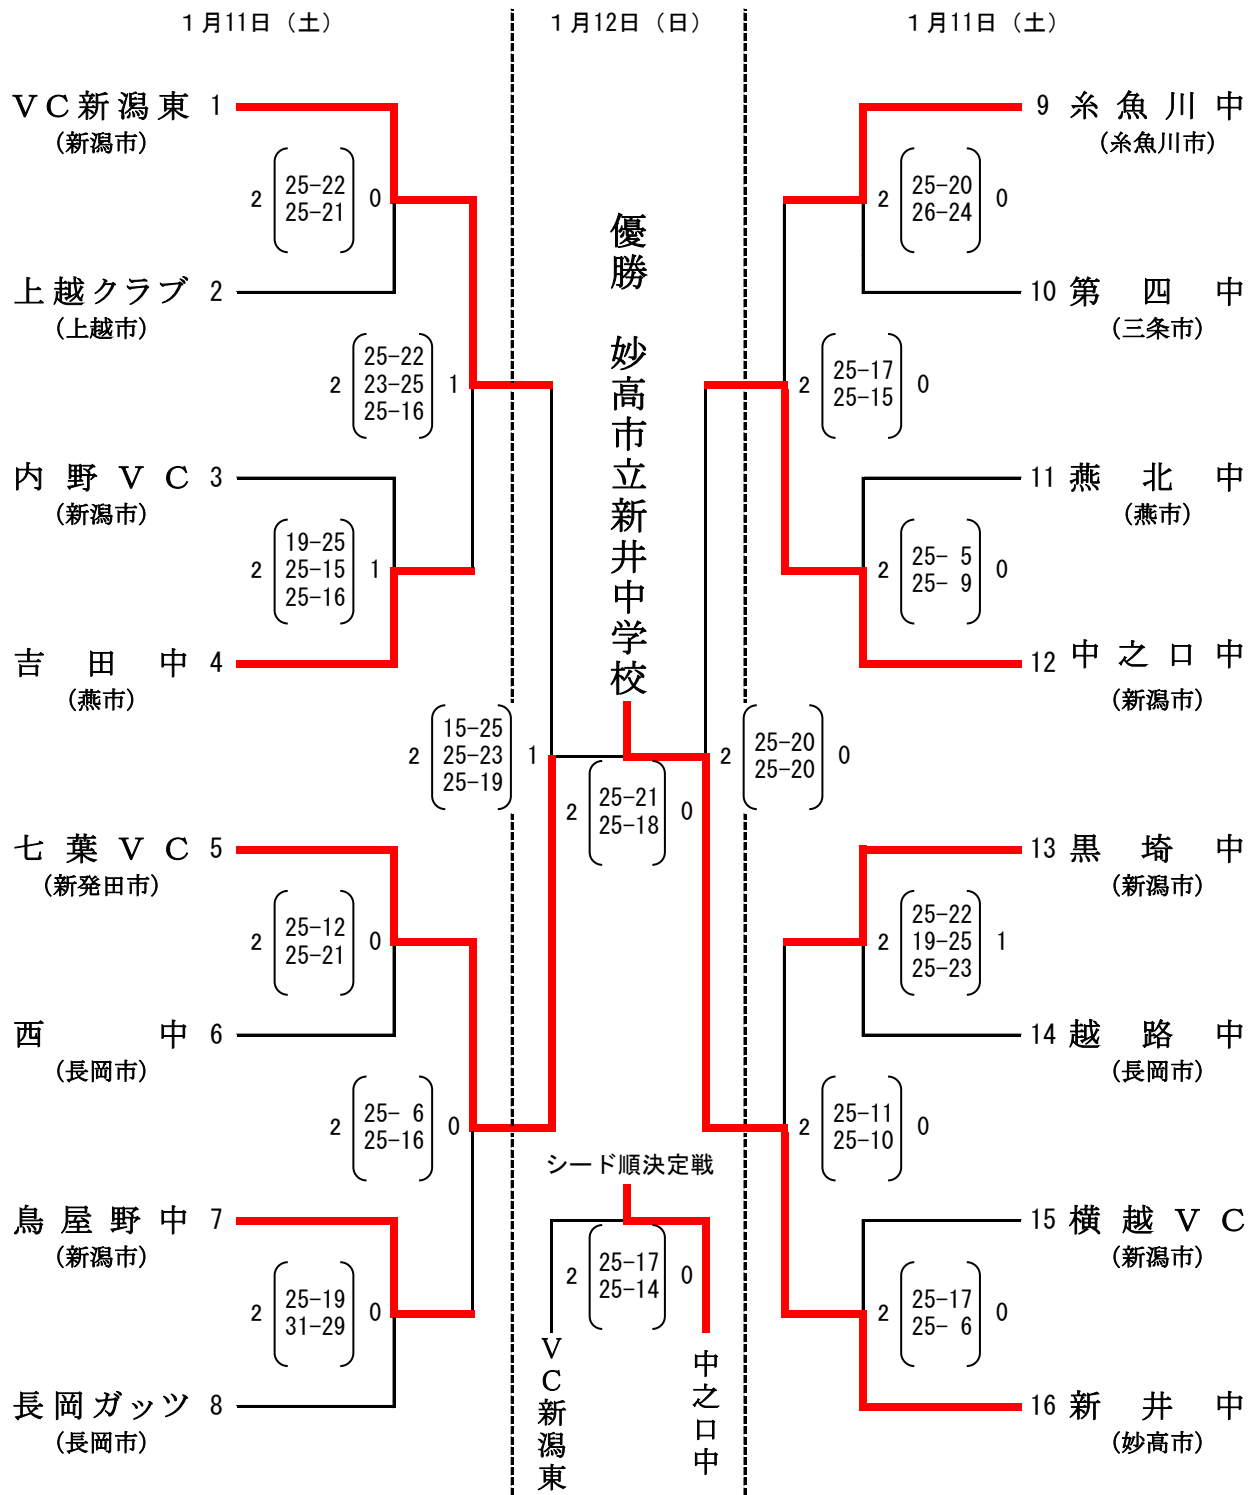 １月11日（土）
１月12日（日）
１月11日（土）
ＶＣ新潟東 1
（新潟市）
2 25−22 0
25−21
上越クラブ 2
（上越市）
2 25−22 1
23−25
25−16
内野ＶＣ 3
（新潟市）
2 19−25 1
25−15
25−16
吉田中 4
（燕市）
2 15−25 1
25−23
25−19
七葉ＶＣ 5
（新発田市）
2 25−12 0
25−21
西中 6
（長岡市）
2 25− 6 0
25−16
鳥屋野中 7
（新潟市）
2 25−19 0
31−29
長岡ガッツ 8
（長岡市）
優勝　妙高市立新井中学校
2 25−21 0
25−18
シード順決定戦
2 25−17 0
25−14
ＶＣ新潟東
中之口中
9 糸魚川中
（糸魚川市）
2 25−20 0
26−24
10 第四中
（三条市）
2 25−17 0
25−15
11 燕北中
（燕市）
2 25− 5 0
25− 9
12 中之口中
（新潟市）
2 25−20 0
25−20
13 黒埼中
（新潟市）
2 25−22 1
19−25
25−23
14 越路中
（長岡市）
2 25−11 0
25−10
15 横越ＶＣ
（新潟市）
2 25−17 0
25− 6
16 新井中
（妙高市）